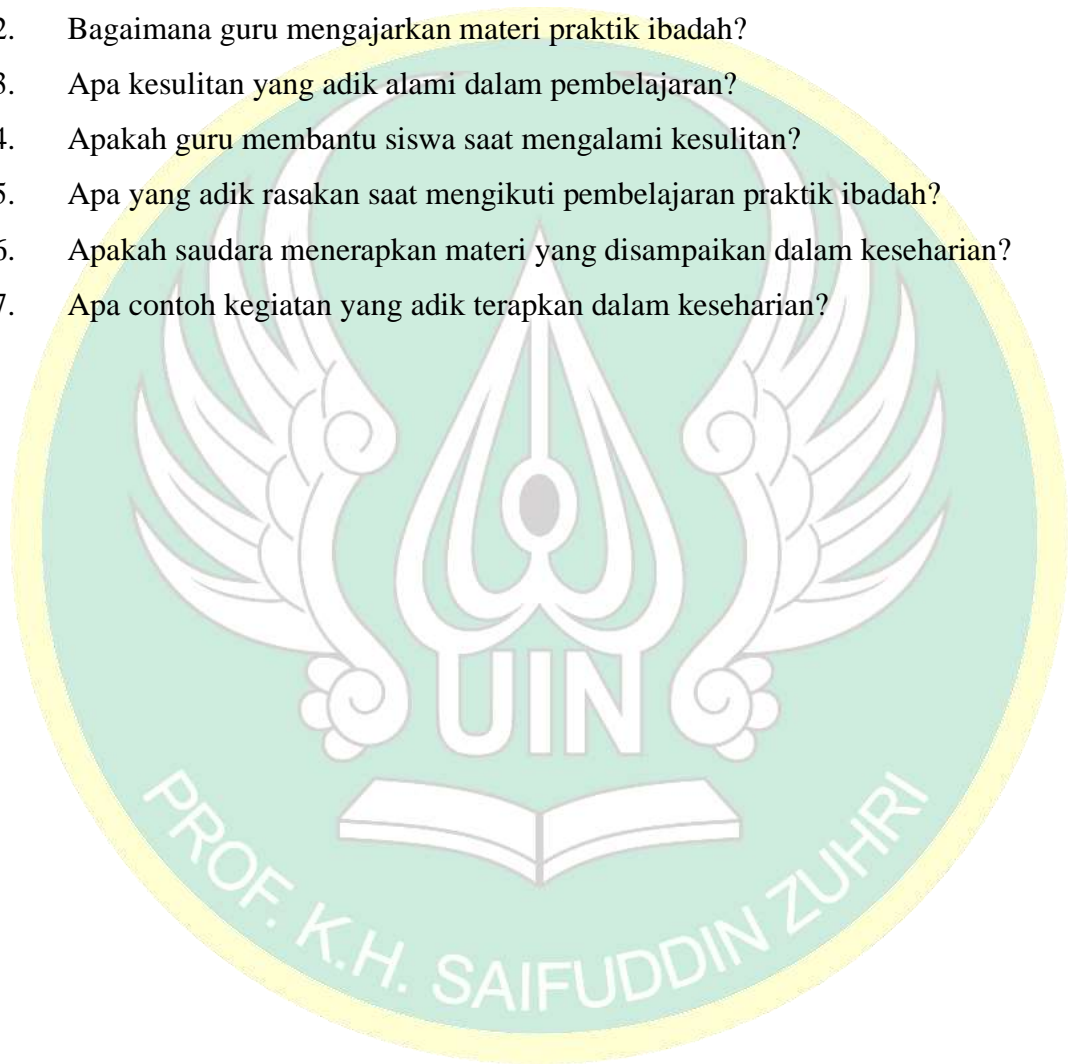 2. Bagaimana guru mengajarkan materi praktik ibadah?
3. Apa kesulitan yang adik alami dalam pembelajaran?
4. Apakah guru membantu siswa saat mengalami kesulitan?
5. Apa yang adik rasakan saat mengikuti pembelajaran praktik ibadah?
6. Apakah saudara menerapkan materi yang disampaikan dalam keseharian?
7. Apa contoh kegiatan yang adik terapkan dalam keseharian?
UIN
PROF. K.H. SAIFUDDIN ZUHRI